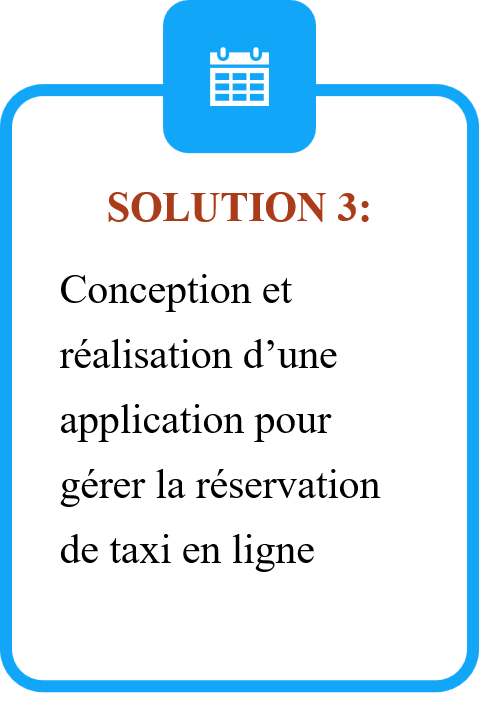 SOLUTION 3:
Conception et
réalisation d’une
application pour
gérer la réservation
de taxi en ligne